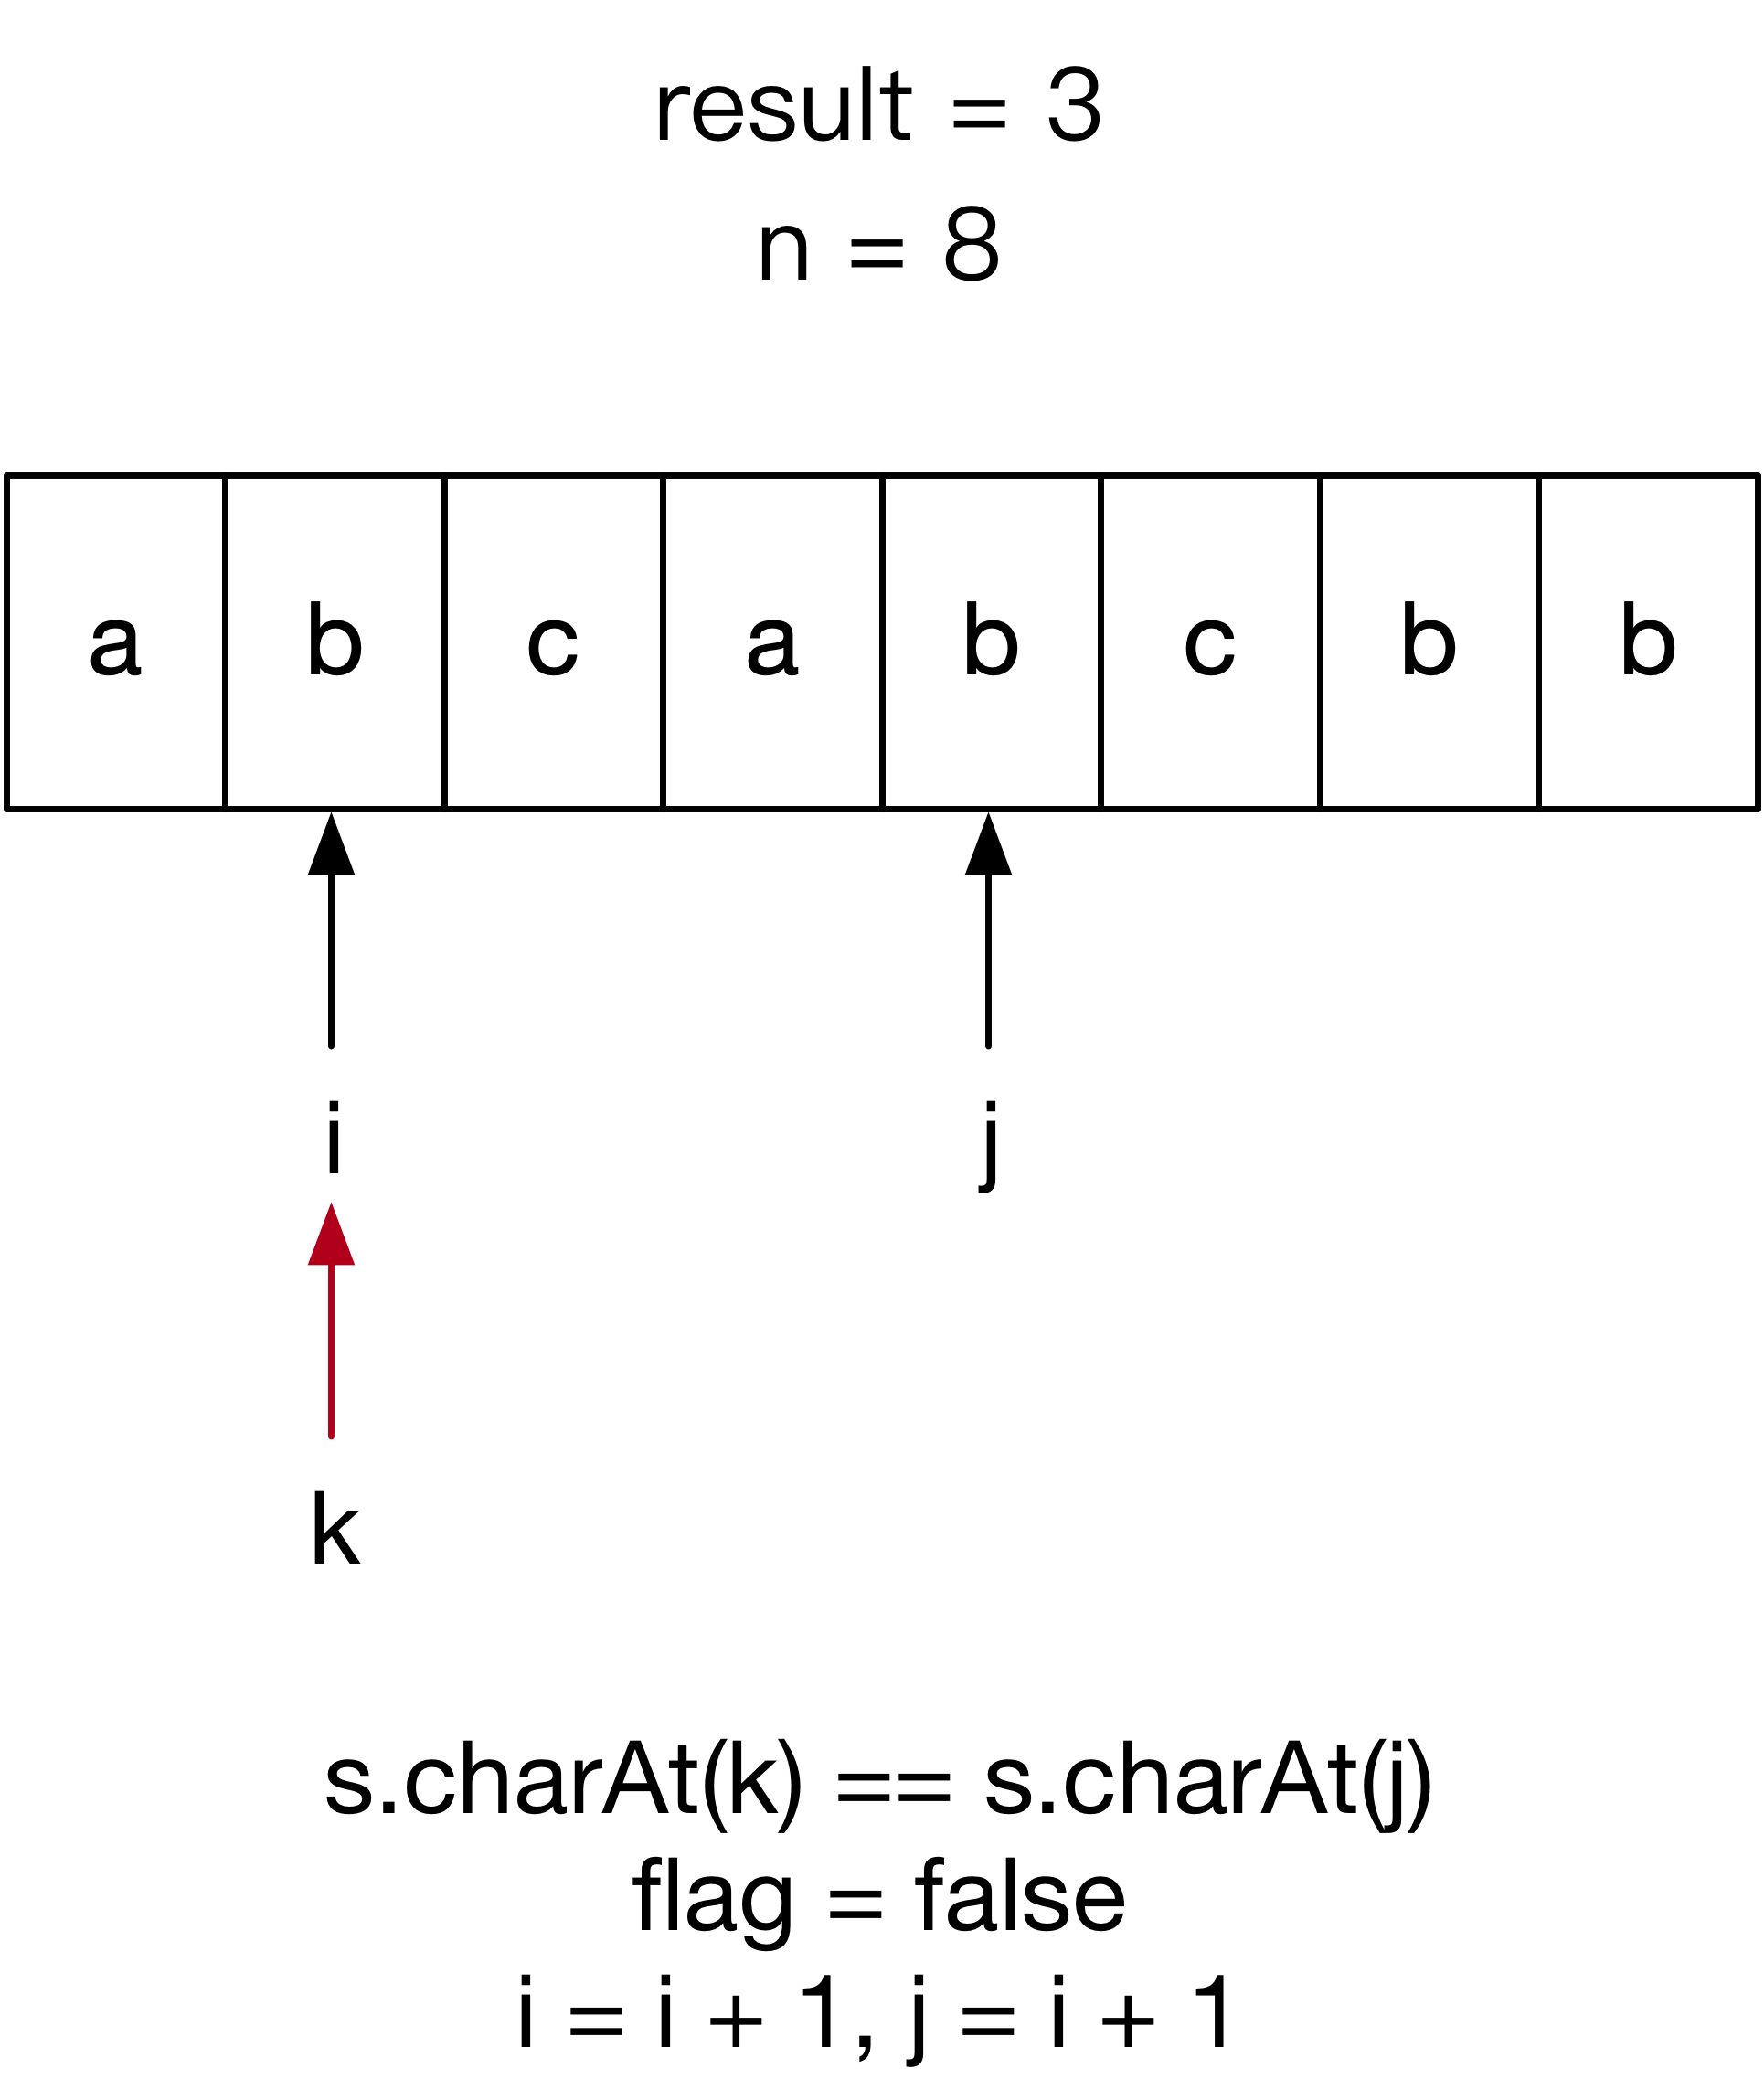 result = 3
n = 8
a b c a b c b b
i j
k
s.charAt(k) == s.charAt(j)
flag = false
i = i + 1, j = i + 1